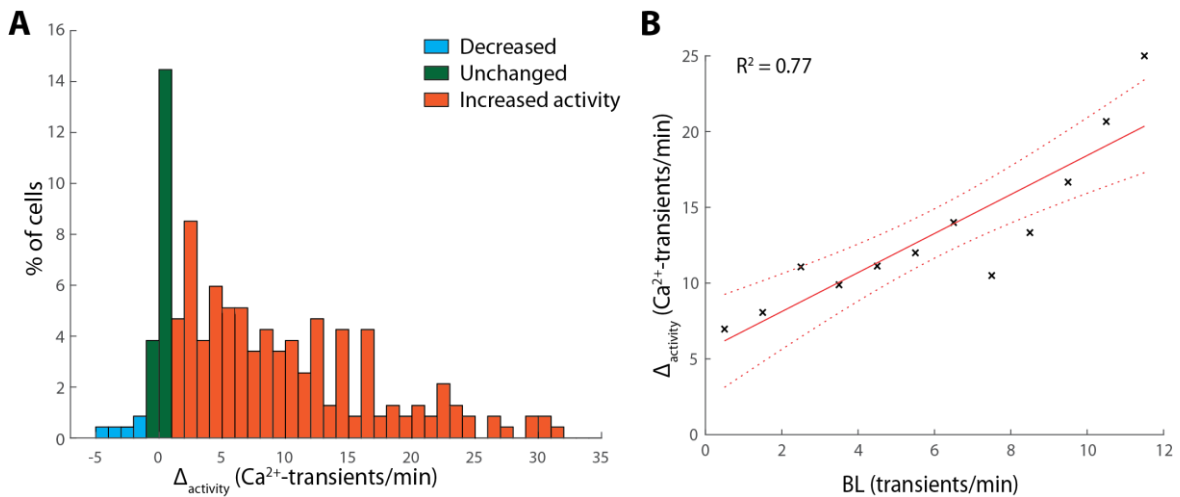 A
16
14
12
10
8
6
4
2
0
% of cells
Decreased
Unchanged
Increased activity
-5 0 5 10 15 20 25 30 35
Δactivity (Ca²⁺-transients/min)
B
25
20
15
10
5
0
Δactivity (Ca²⁺-transients/min)
R² = 0.77
0 2 4 6 8 10 12
BL (transients/min)